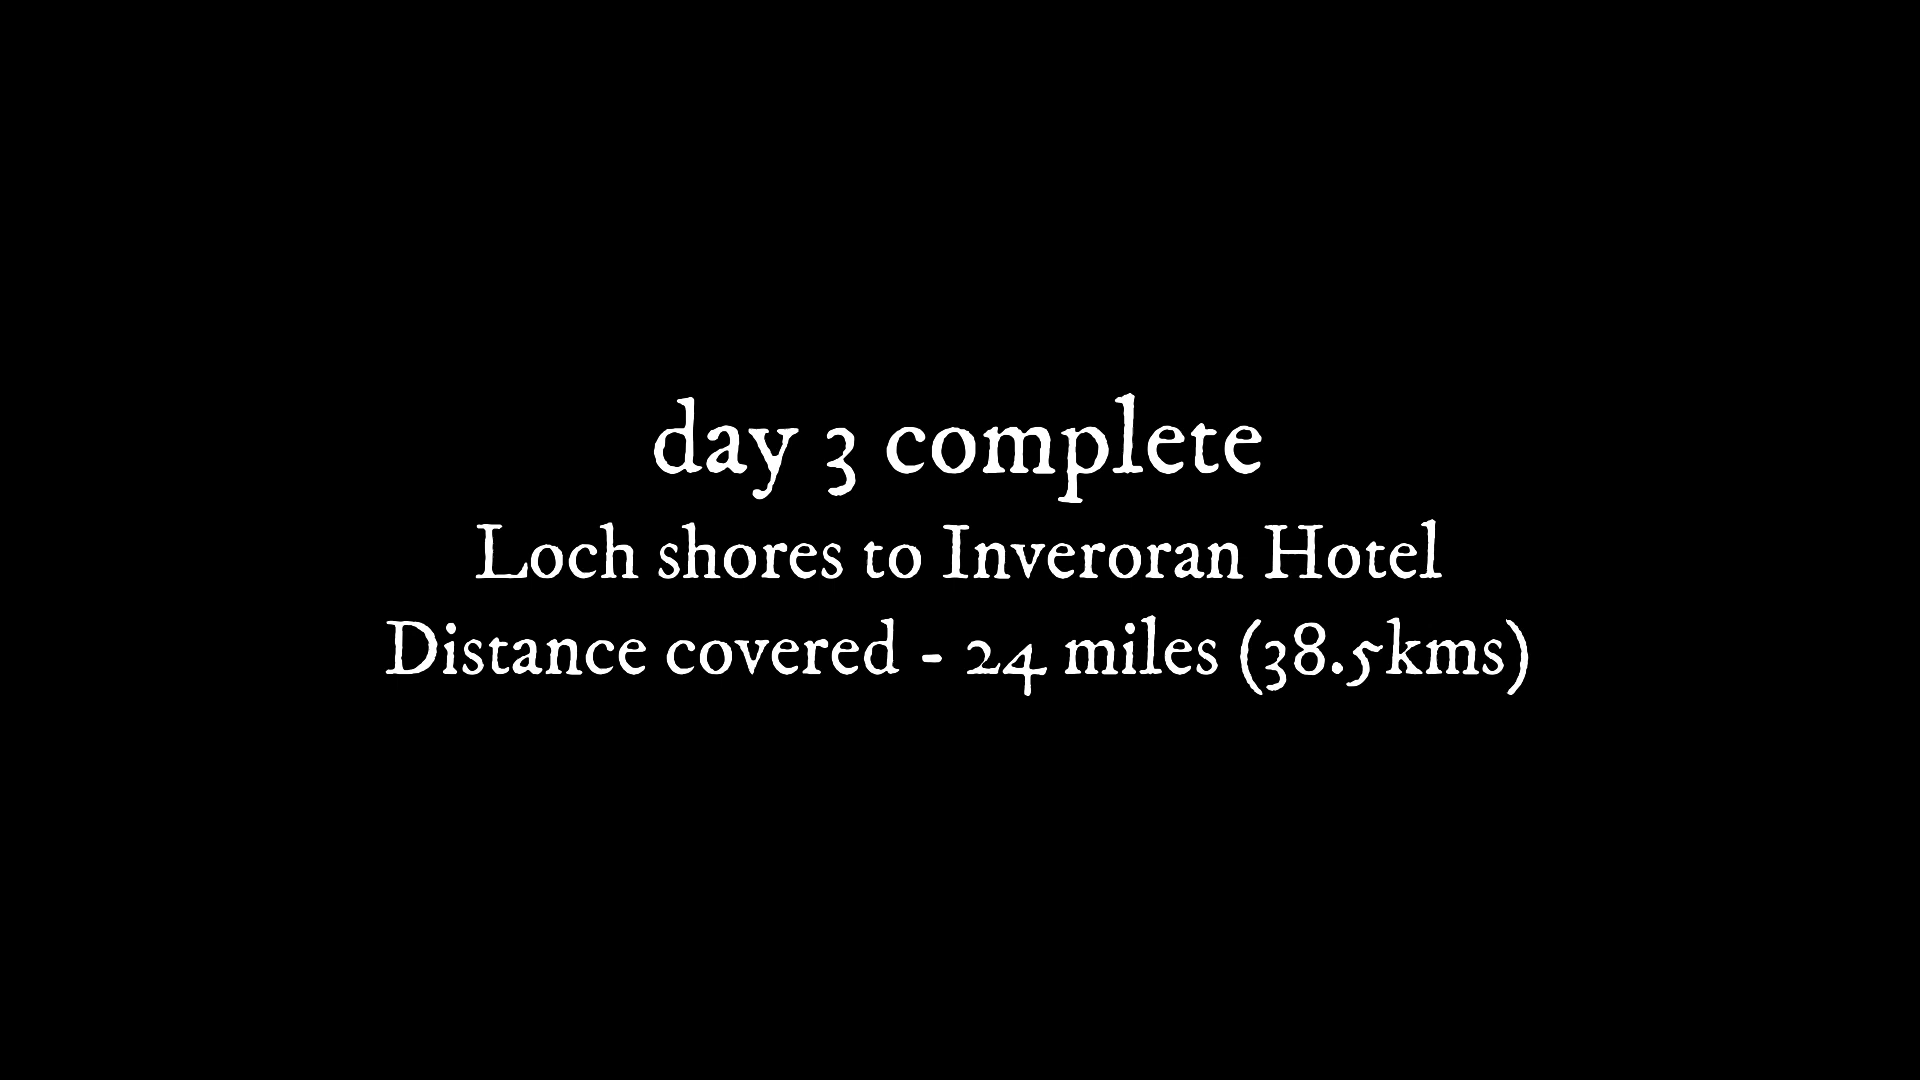 day 3 complete
Loch shores to Inveroran Hotel
Distance covered - 24 miles (38.5kms)